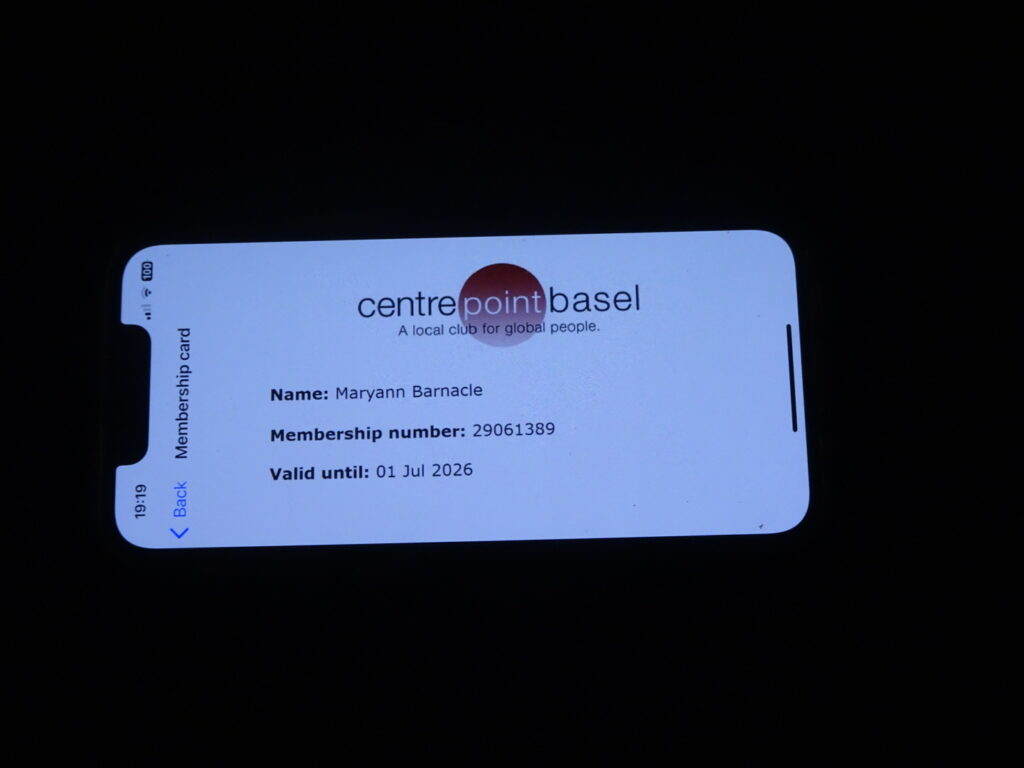 19:19
100
Back
Membership card
centrepointbasel
A local club for global people.
Name: Maryann Barnacle
Membership number: 29061389
Valid until: 01 Jul 2026